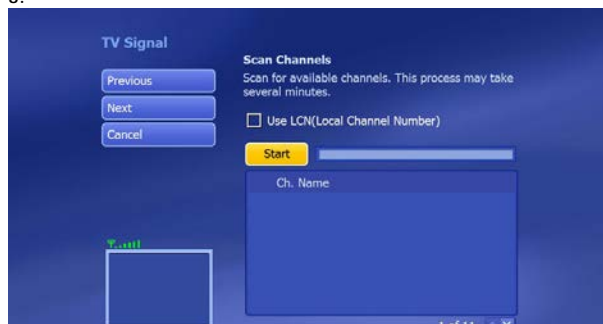 TV Signal
Previous
Next
Cancel
Scan Channels
Scan for available channels. This process may take
several minutes.
Use LCN(Local Channel Number)
Start
Ch. Name